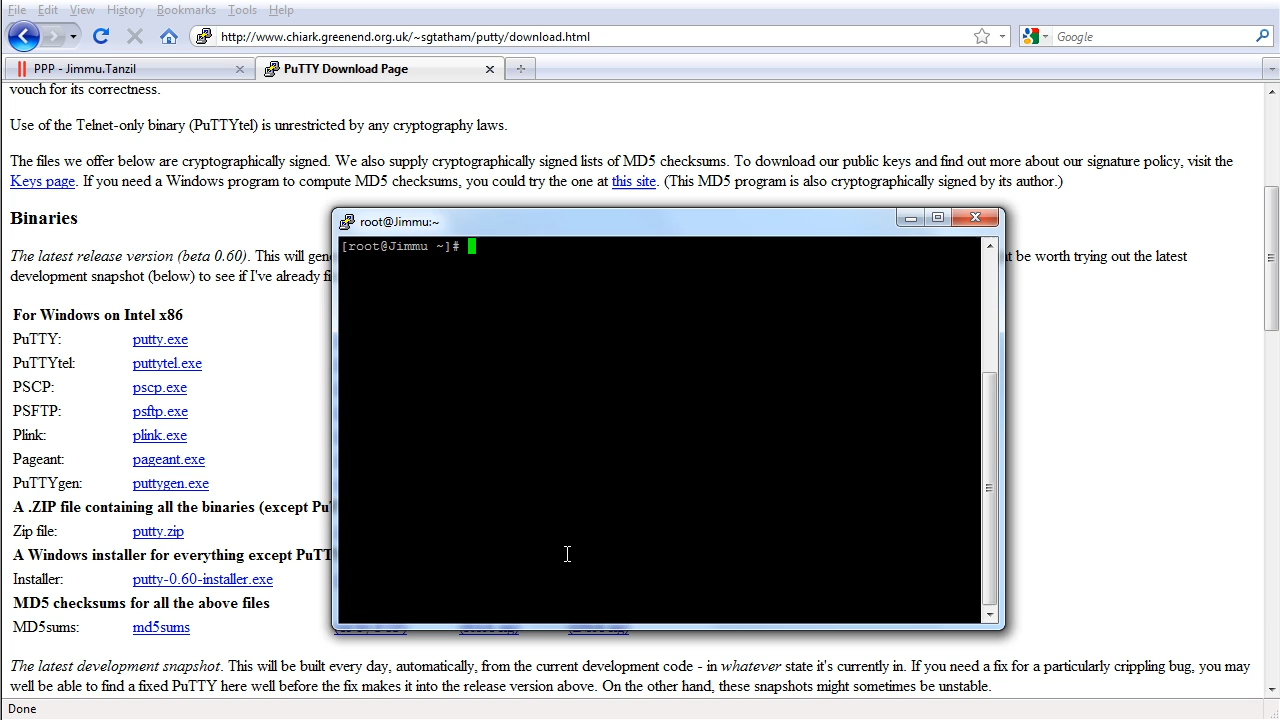 File Edit View History Bookmarks Tools Help
http://www.chiark.greenend.org.uk/~sgtatham/putty/download.html
Google
PPP - Jimmu.Tanzil
PuTTY Download Page
vouch for its correctness.
Use of the Telnet-only binary (PuTTYtel) is unrestricted by any cryptography laws.
The files we offer below are cryptographically signed. We also supply cryptographically signed lists of MD5 checksums. To download our public keys and find out more about our signature policy, visit the
Keys page. If you need a Windows program to compute MD5 checksums, you could try the one at this site. (This MD5 program is also cryptographically signed by its author.)
Binaries
root@Jimmu:~
[root@Jimmu ~]#
The latest release version (beta 0.60). This will gen
t be worth trying out the latest
development snapshot (below) to see if I've already fi
For Windows on Intel x86
PuTTY: putty.exe
PuTTYtel: puttytel.exe
PSCP: pscp.exe
PSFTP: psftp.exe
Plink: plink.exe
Pageant: pageant.exe
PuTTYgen: puttygen.exe
A .ZIP file containing all the binaries (except Pu
Zip file: putty.zip
A Windows installer for everything except PuTT
Installer: putty-0.60-installer.exe
MD5 checksums for all the above files
MD5sums: md5sums
The latest development snapshot. This will be built every day, automatically, from the current development code - in whatever state it's currently in. If you need a fix for a particularly crippling bug, you may
well be able to find a fixed PuTTY here well before the fix makes it into the release version above. On the other hand, these snapshots might sometimes be unstable.
Done